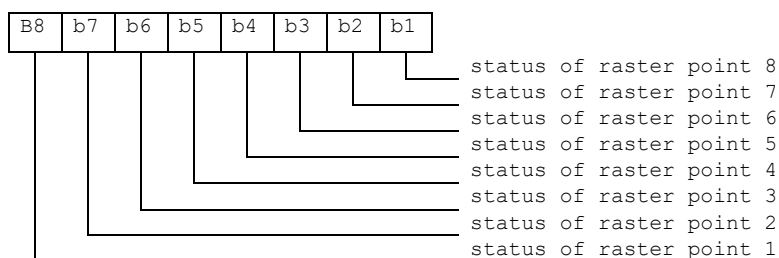 B8 b7 b6 b5 b4 b3 b2 b1
status of raster point 8
status of raster point 7
status of raster point 6
status of raster point 5
status of raster point 4
status of raster point 3
status of raster point 2
status of raster point 1